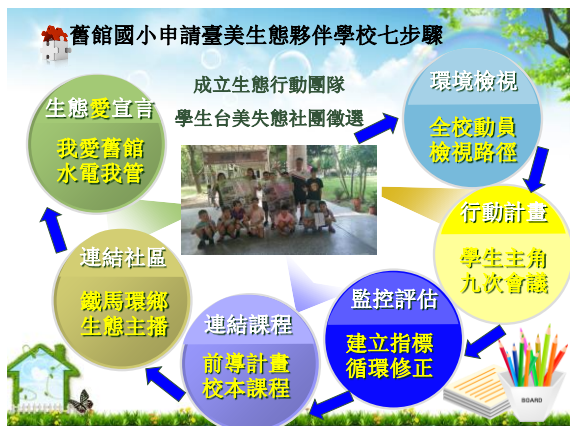 舊館國小申請臺美生態夥伴學校七步驟
成立生態行動團隊
學生台美失態社團徵選
環境檢視
全校動員
檢視路徑
行動計畫
學生主角
九次會議
監控評估
建立指標
循環修正
連結課程
前導計畫
校本課程
連結社區
鐵馬環鄉
生態主播
生態愛宣言
我愛舊館
水電我管
BOARD